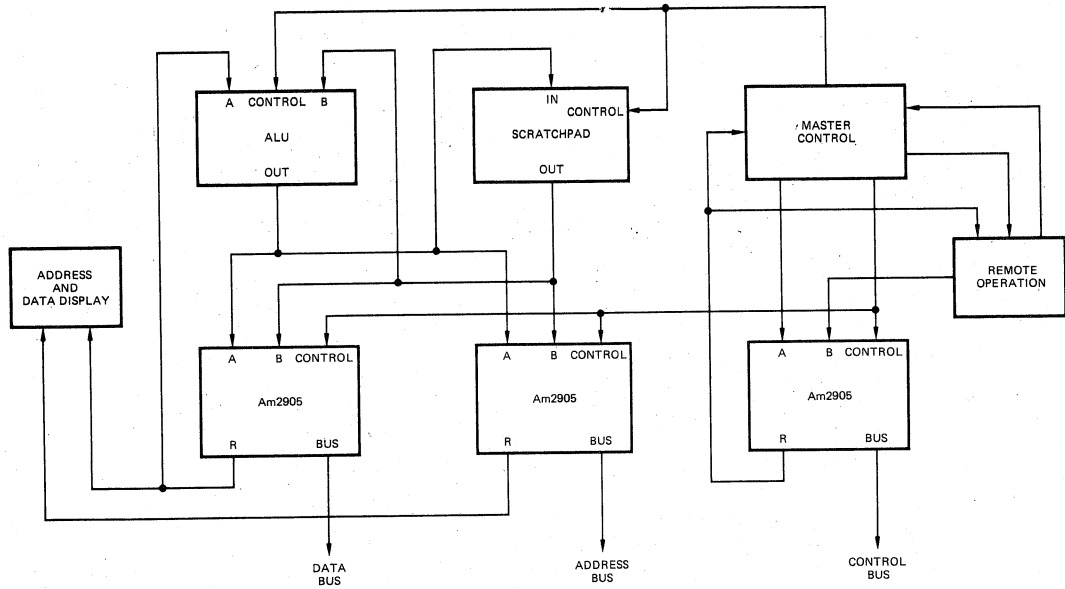 A CONTROL B
ALU
OUT
IN
CONTROL
SCRATCHPAD
OUT
MASTER
CONTROL
ADDRESS
AND
DATA DISPLAY
REMOTE
OPERATION
A B CONTROL
Am2905
R BUS
A B CONTROL
Am2905
R BUS
A B CONTROL
Am2905
R BUS
DATA
BUS
ADDRESS
BUS
CONTROL
BUS